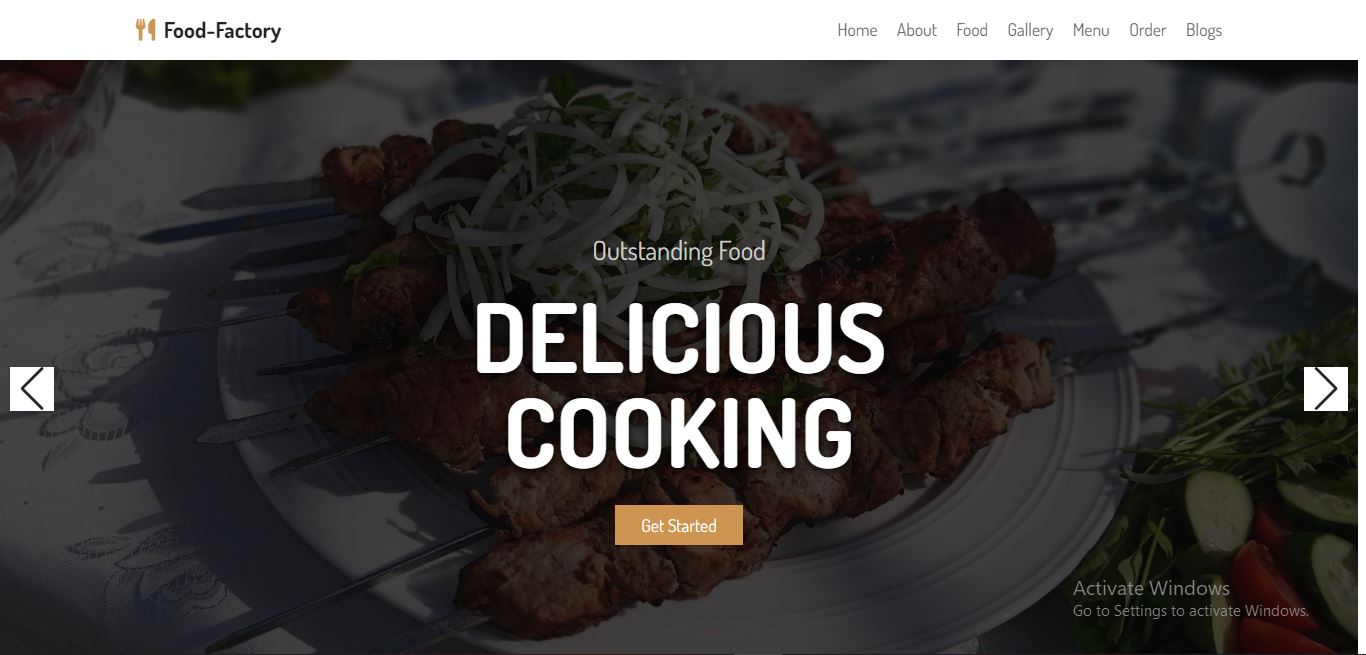 Food-Factory
Home About Food Gallery Menu Order Blogs
Outstanding Food
DELICIOUS
COOKING
Get Started
Activate Windows
Go to Settings to activate Windows.